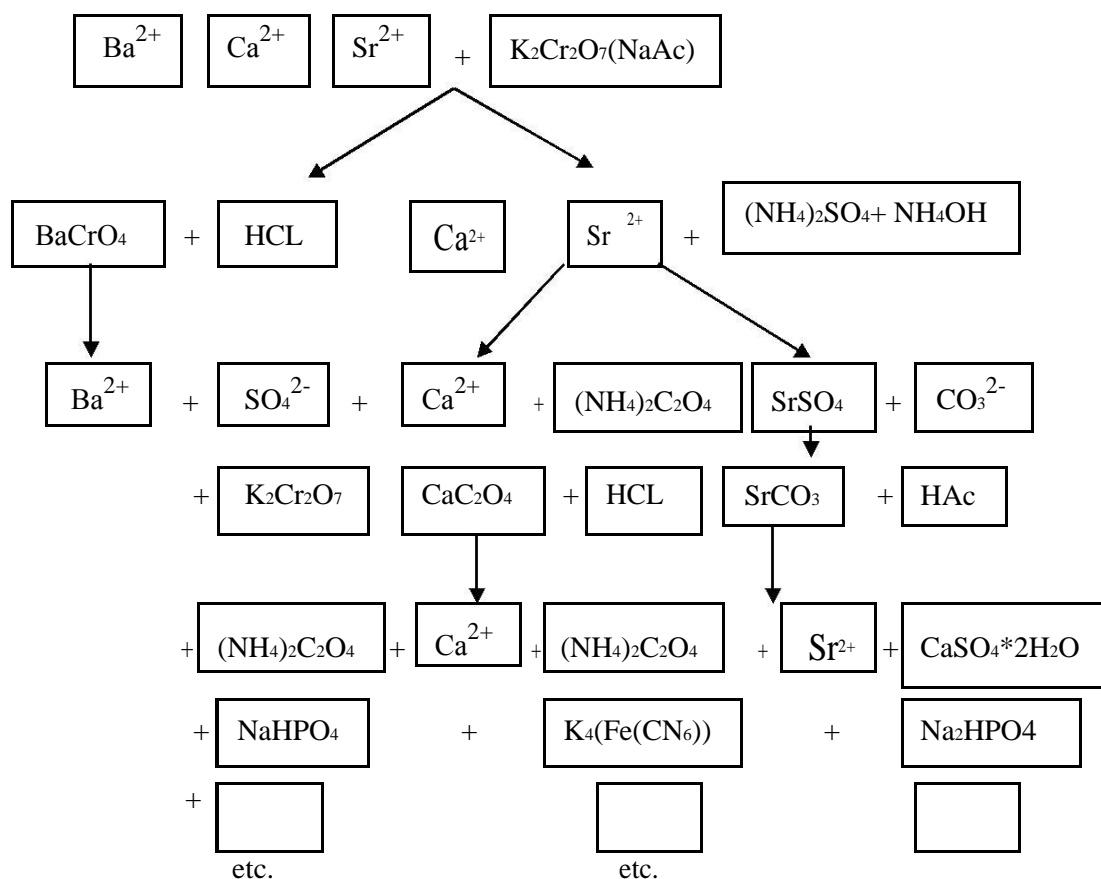 Ba²⁺ Ca²⁺ Sr²⁺ + K₂Cr₂O₇(NaAc)
BaCrO₄ + HCL Ca²⁺ Sr ²⁺ + (NH₄)₂SO₄+ NH₄OH
Ba²⁺ + SO₄²⁻ + Ca²⁺ + (NH₄)₂C₂O₄ SrSO₄ + CO₃²⁻
+ K₂Cr₂O₇ CaC₂O₄ + HCL SrCO₃ + HAc
+ (NH₄)₂C₂O₄ + Ca²⁺ + (NH₄)₂C₂O₄ + Sr²⁺ + CaSO₄*2H₂O
+ NaHPO₄ + K₄(Fe(CN₆)) + Na₂HPO4
+
etc. etc.